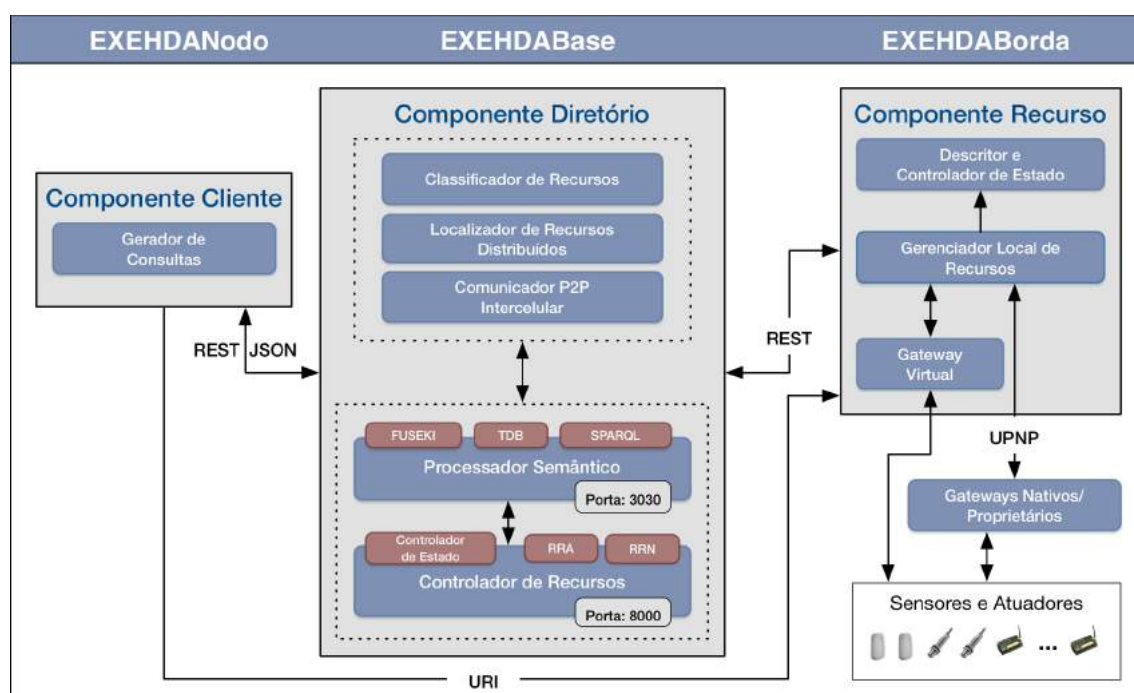 EXEHDANodo
EXEHDABase
EXEHDABorda
Componente Cliente
Gerador de
Consultas
REST JSON
Componente Diretório
Classificador de Recursos
Localizador de Recursos
Distribuídos
Comunicador P2P
Intercelular
FUSEKI
TDB
SPARQL
Processador Semântico
Porta: 3030
Controlador
de Estado
RRA
RRN
Controlador de Recursos
Porta: 8000
REST
URI
Componente Recurso
Descritor e
Controlador de Estado
Gerenciador Local de
Recursos
Gateway
Virtual
UPNP
Gateways Nativos/
Proprietários
Sensores e Atuadores
...